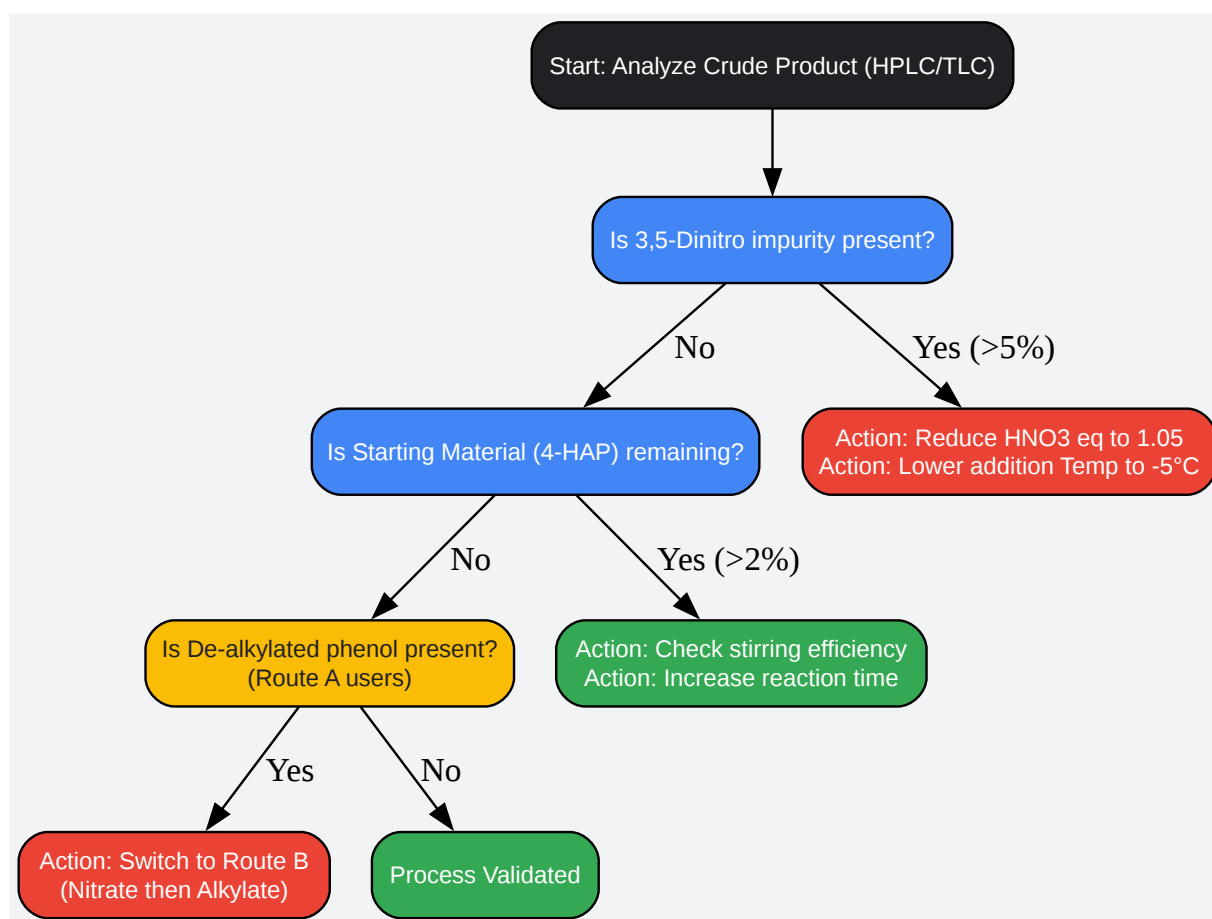 Start: Analyze Crude Product (HPLC/TLC)
Is 3,5-Dinitro impurity present?
No
Yes (>5%)
Is Starting Material (4-HAP) remaining?
Action: Reduce HNO3 eq to 1.05
Action: Lower addition Temp to -5°C
No
Yes (>2%)
Is De-alkylated phenol present?
(Route A users)
Action: Check stirring efficiency
Action: Increase reaction time
Yes
No
Action: Switch to Route B
(Nitrate then Alkylate)
Process Validated